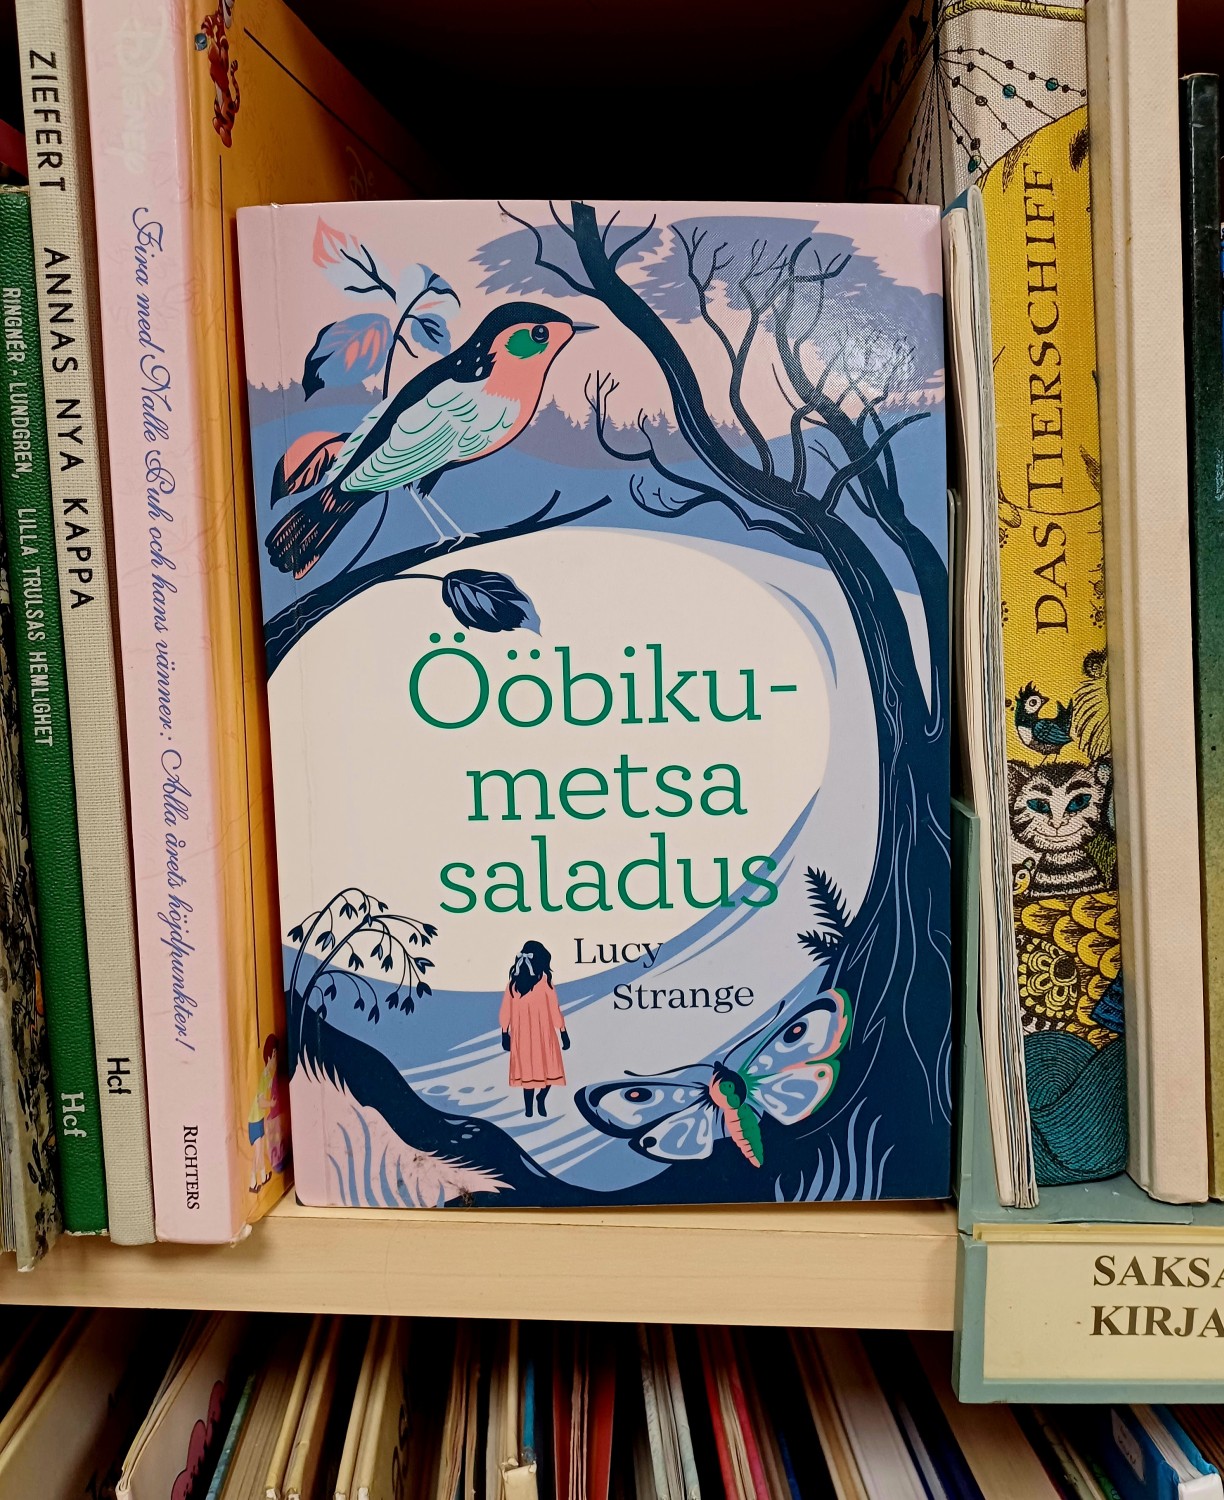 RINGNER - LUNDGREN, LILLA TRULSAS HEMLIGHET
Hcf
ZIEFERT ANNAS NYA KAPPA
Hcf
Disney
Fira med Nalle Puh och hans vänner: Alla årets höjdpunkter!
RICHTERS
Ööbiku-
metsa
saladus
Lucy
Strange
DAS TIERSCHIFF
SAKSA
KIRJA